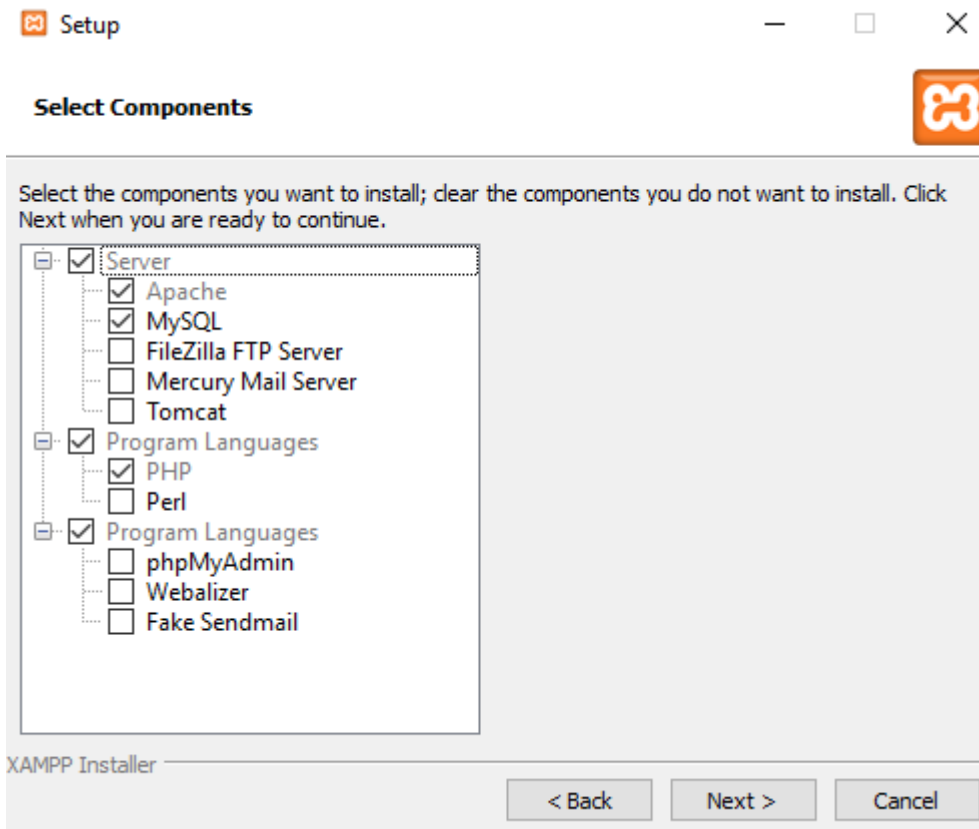 Setup
Select Components
Select the components you want to install; clear the components you do not want to install. Click
Next when you are ready to continue.
Server
Apache
MySQL
FileZilla FTP Server
Mercury Mail Server
Tomcat
Program Languages
PHP
Perl
Program Languages
phpMyAdmin
Webalizer
Fake Sendmail
XAMPP Installer
< Back Next > Cancel